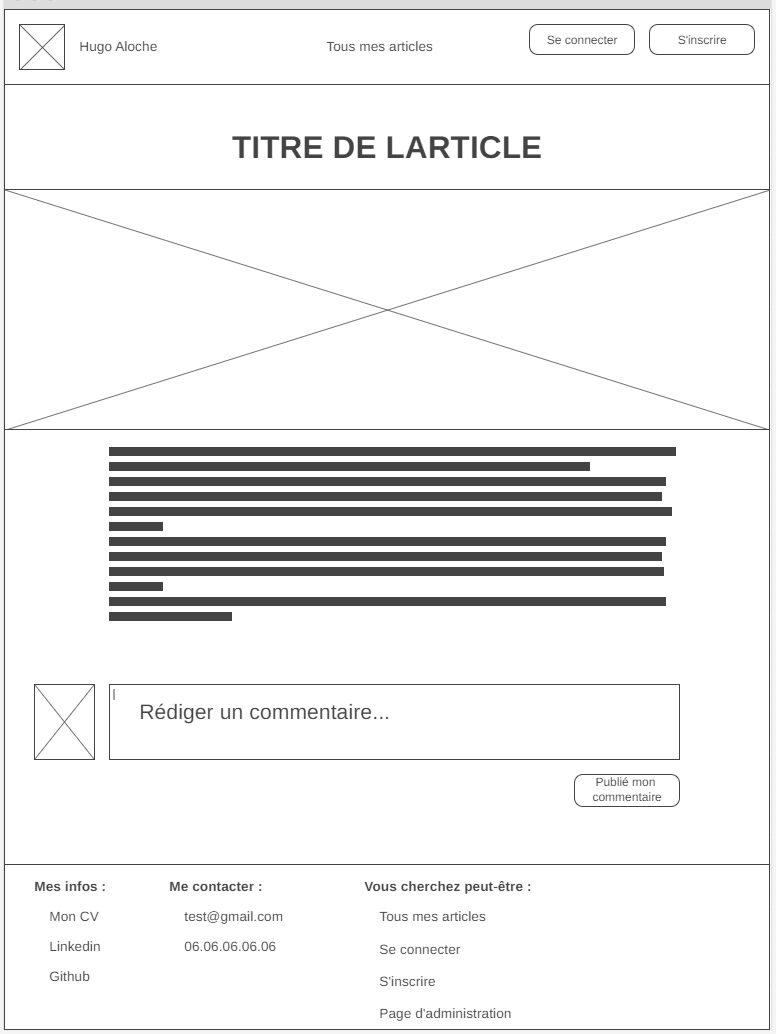 Hugo Aloche
Tous mes articles
Se connecter
S'inscrire
TITRE DE LARTICLE
Rédiger un commentaire...
Publié mon
commentaire
Mes infos :
Mon CV
Linkedin
Github
Me contacter :
test@gmail.com
06.06.06.06.06
Vous cherchez peut-être :
Tous mes articles
Se connecter
S'inscrire
Page d'administration